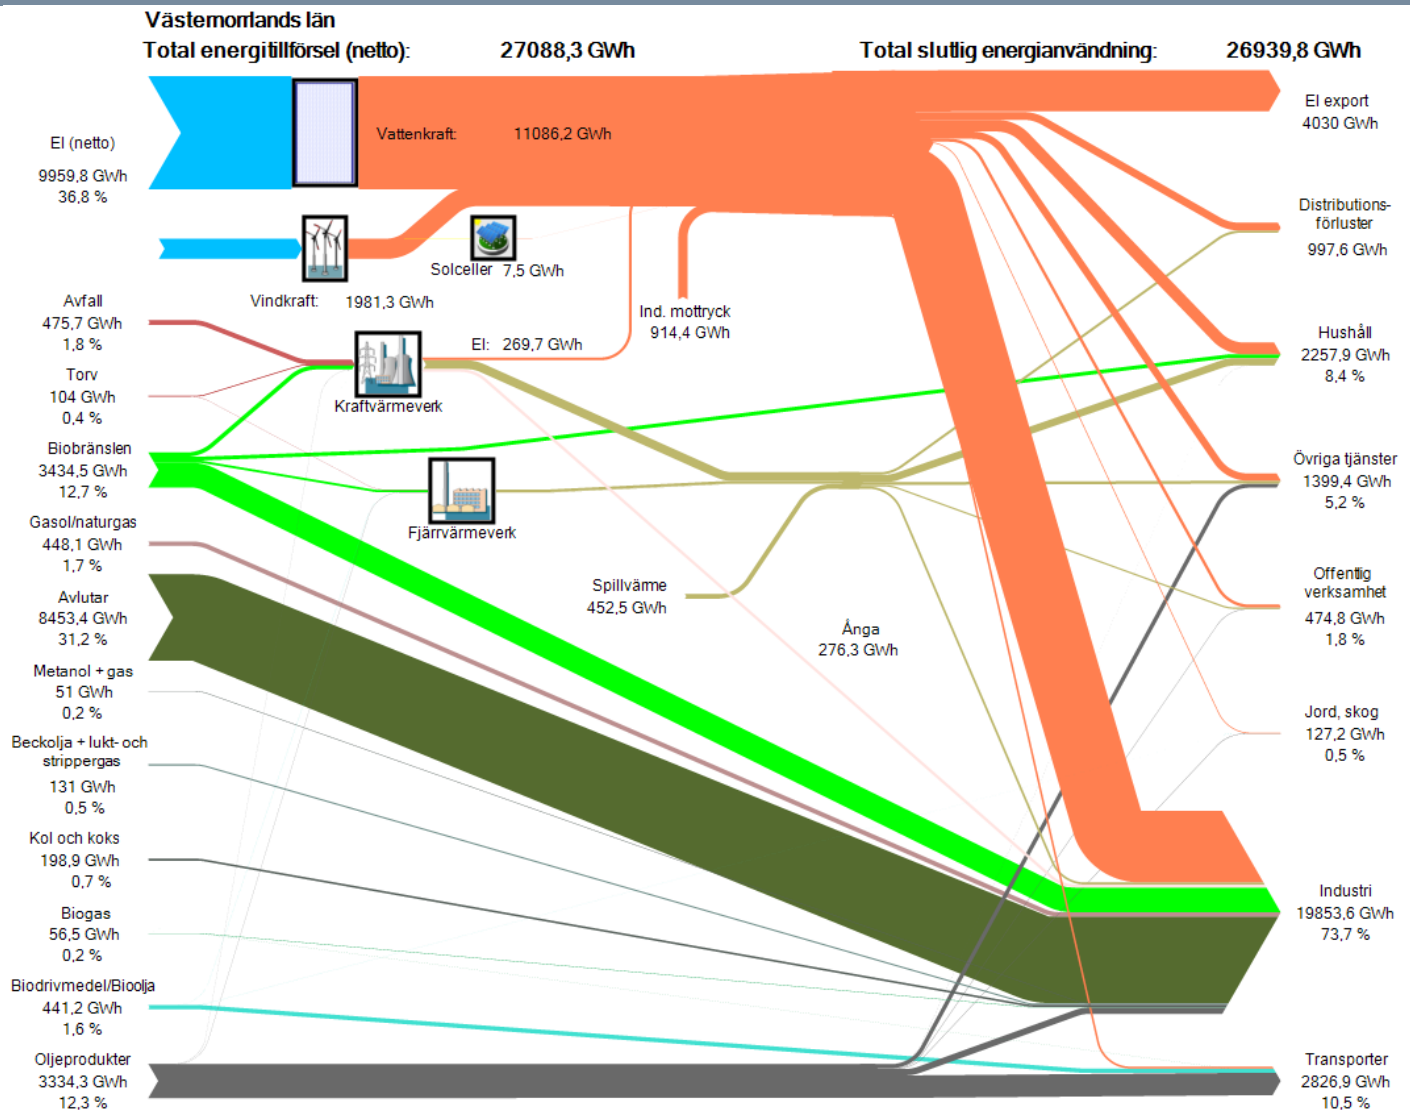 Västernorrlands län
Total energitillförsel (netto): 27088,3 GWh
Total slutlig energianvändning: 26939,8 GWh
El (netto)
9959,8 GWh
36,8 %
Vattenkraft: 11086,2 GWh
Vindkraft: 1981,3 GWh
Solceller 7,5 GWh
Avfall
475,7 GWh
1,8 %
Torv
104 GWh
0,4 %
Biobränslen
3434,5 GWh
12,7 %
Gasol/naturgas
448,1 GWh
1,7 %
Avlutar
8453,4 GWh
31,2 %
Metanol + gas
51 GWh
0,2 %
Beckolja + lukt- och
strippergas
131 GWh
0,5 %
Kol och koks
198,9 GWh
0,7 %
Biogas
56,5 GWh
0,2 %
Biodrivmedel/Bioolja
441,2 GWh
1,6 %
Oljeprodukter
3334,3 GWh
12,3 %
El: 269,7 GWh
Kraftvärmeverk
Fjärrvärmeverk
Ind. mottryck
914,4 GWh
Spillvärme
452,5 GWh
Ånga
276,3 GWh
El export
4030 GWh
Distributions-
förluster
997,6 GWh
Hushåll
2257,9 GWh
8,4 %
Övriga tjänster
1399,4 GWh
5,2 %
Offentlig
verksamhet
474,8 GWh
1,8 %
Jord, skog
127,2 GWh
0,5 %
Industri
19853,6 GWh
73,7 %
Transporter
2826,9 GWh
10,5 %